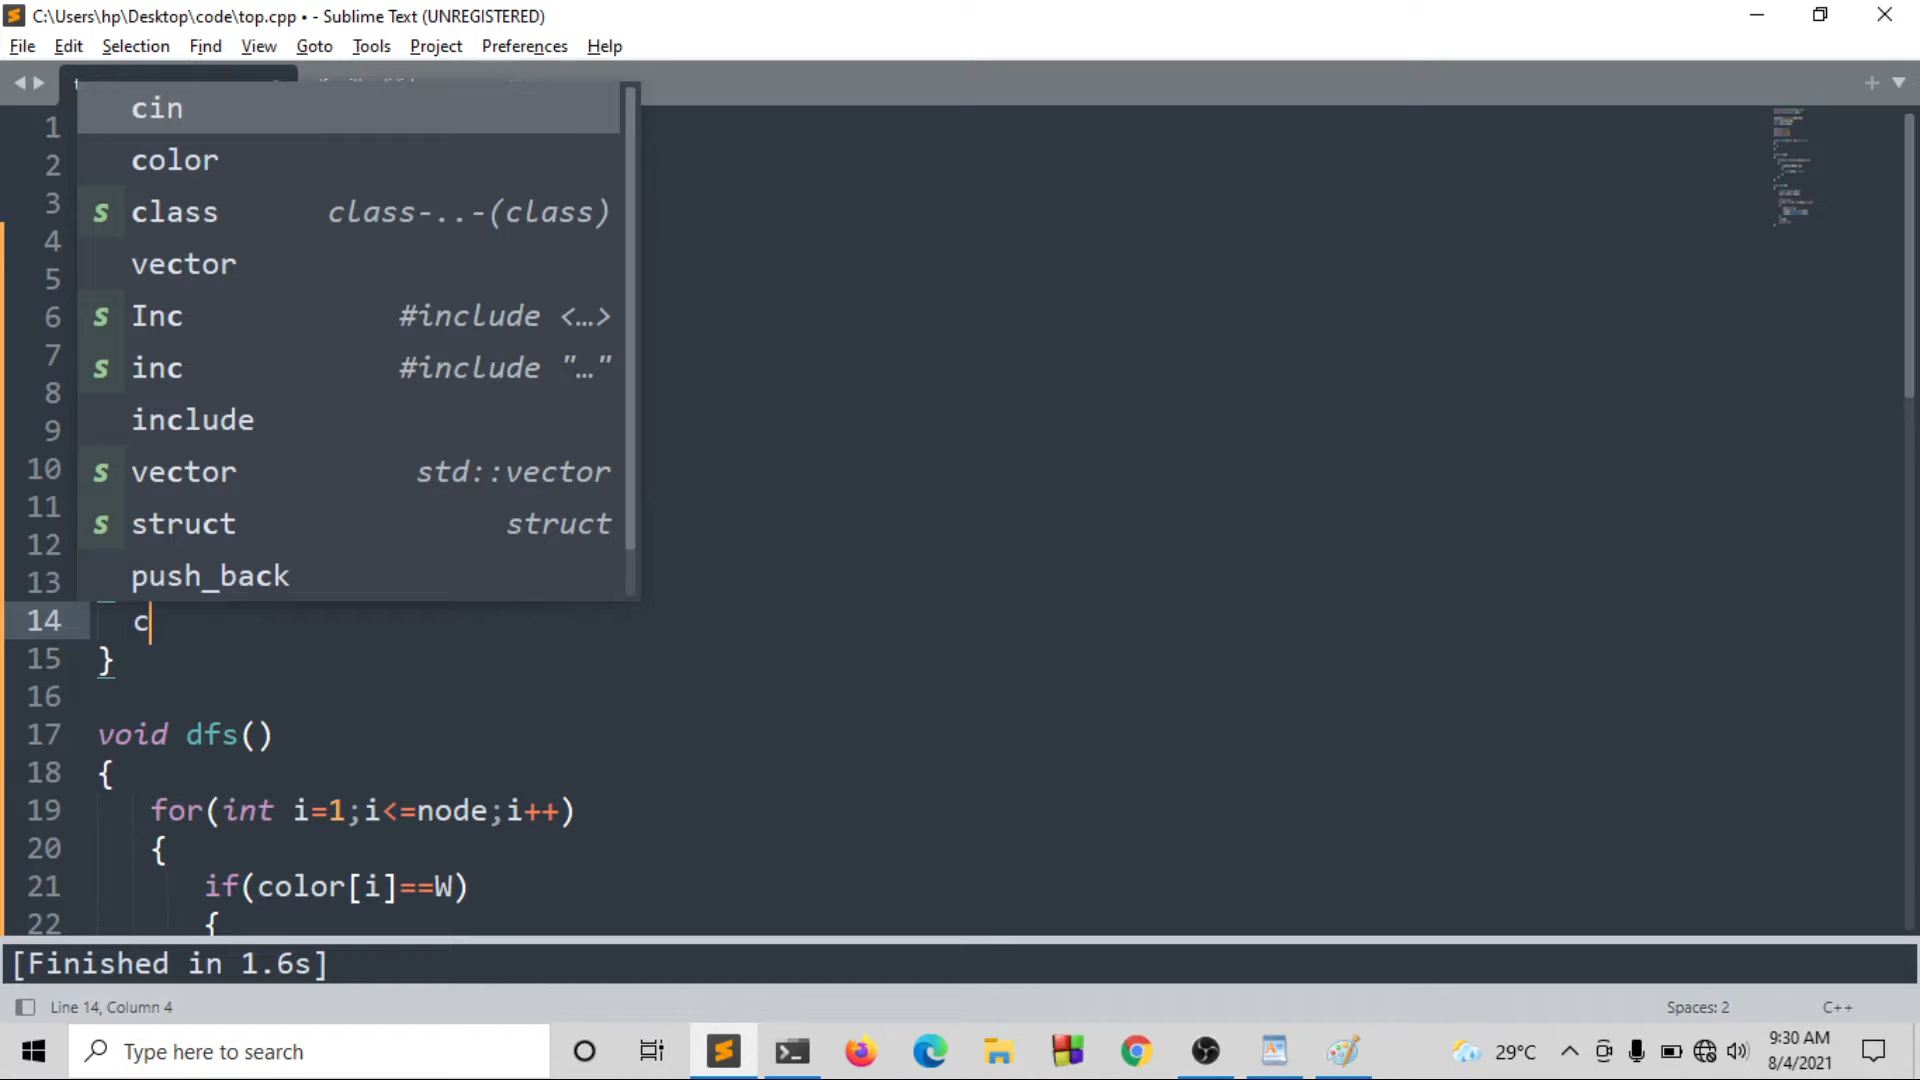 C:\Users\hp\Desktop\code\top.cpp • - Sublime Text (UNREGISTERED)
File Edit Selection Find View Goto Tools Project Preferences Help
1
2
3
4
5
6
7
8
9
10
11
12
13
cin
color
S class class-..-(class)
vector
S Inc #include <…>
S inc #include "…"
include
S vector std::vector
S struct struct
push_back
14 c
15 }
16
17 void dfs()
18 {
19 for(int i=1;i<=node;i++)
20 {
21 if(color[i]==W)
22 {
[Finished in 1.6s]
Line 14, Column 4
Spaces: 2
C++
Type here to search
29°C
9:30 AM
8/4/2021